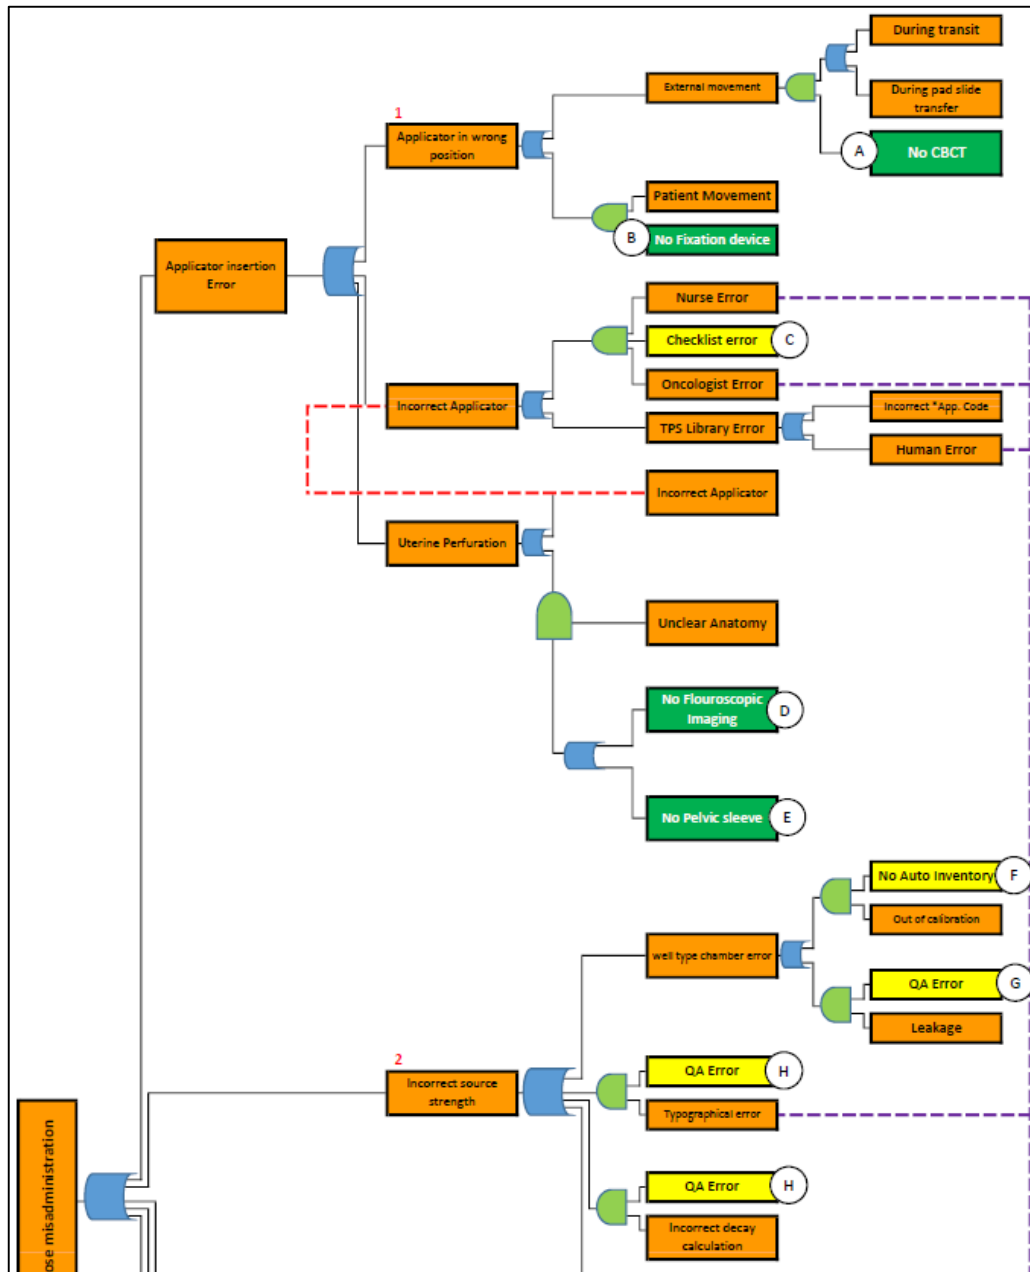 During transit
External movement
During pad slide
transfer
1
Applicator in wrong
position
A
No CBCT
Patient Movement
B
No Fixation device
Applicator insertion
Error
Nurse Error
Checklist error
C
Oncologist Error
Incorrect Applicator
Incorrect *App. Code
TPS Library Error
Human Error
Incorrect Applicator
Uterine Perfuration
Unclear Anatomy
No Flouroscopic
Imaging
D
No Pelvic sleeve
E
No Auto Inventory
F
Out of calibration
well type chamber error
QA Error
G
Leakage
2
Incorrect source
strength
QA Error
H
Typographical error
QA Error
H
Incorrect decay
calculation
ose misadministration